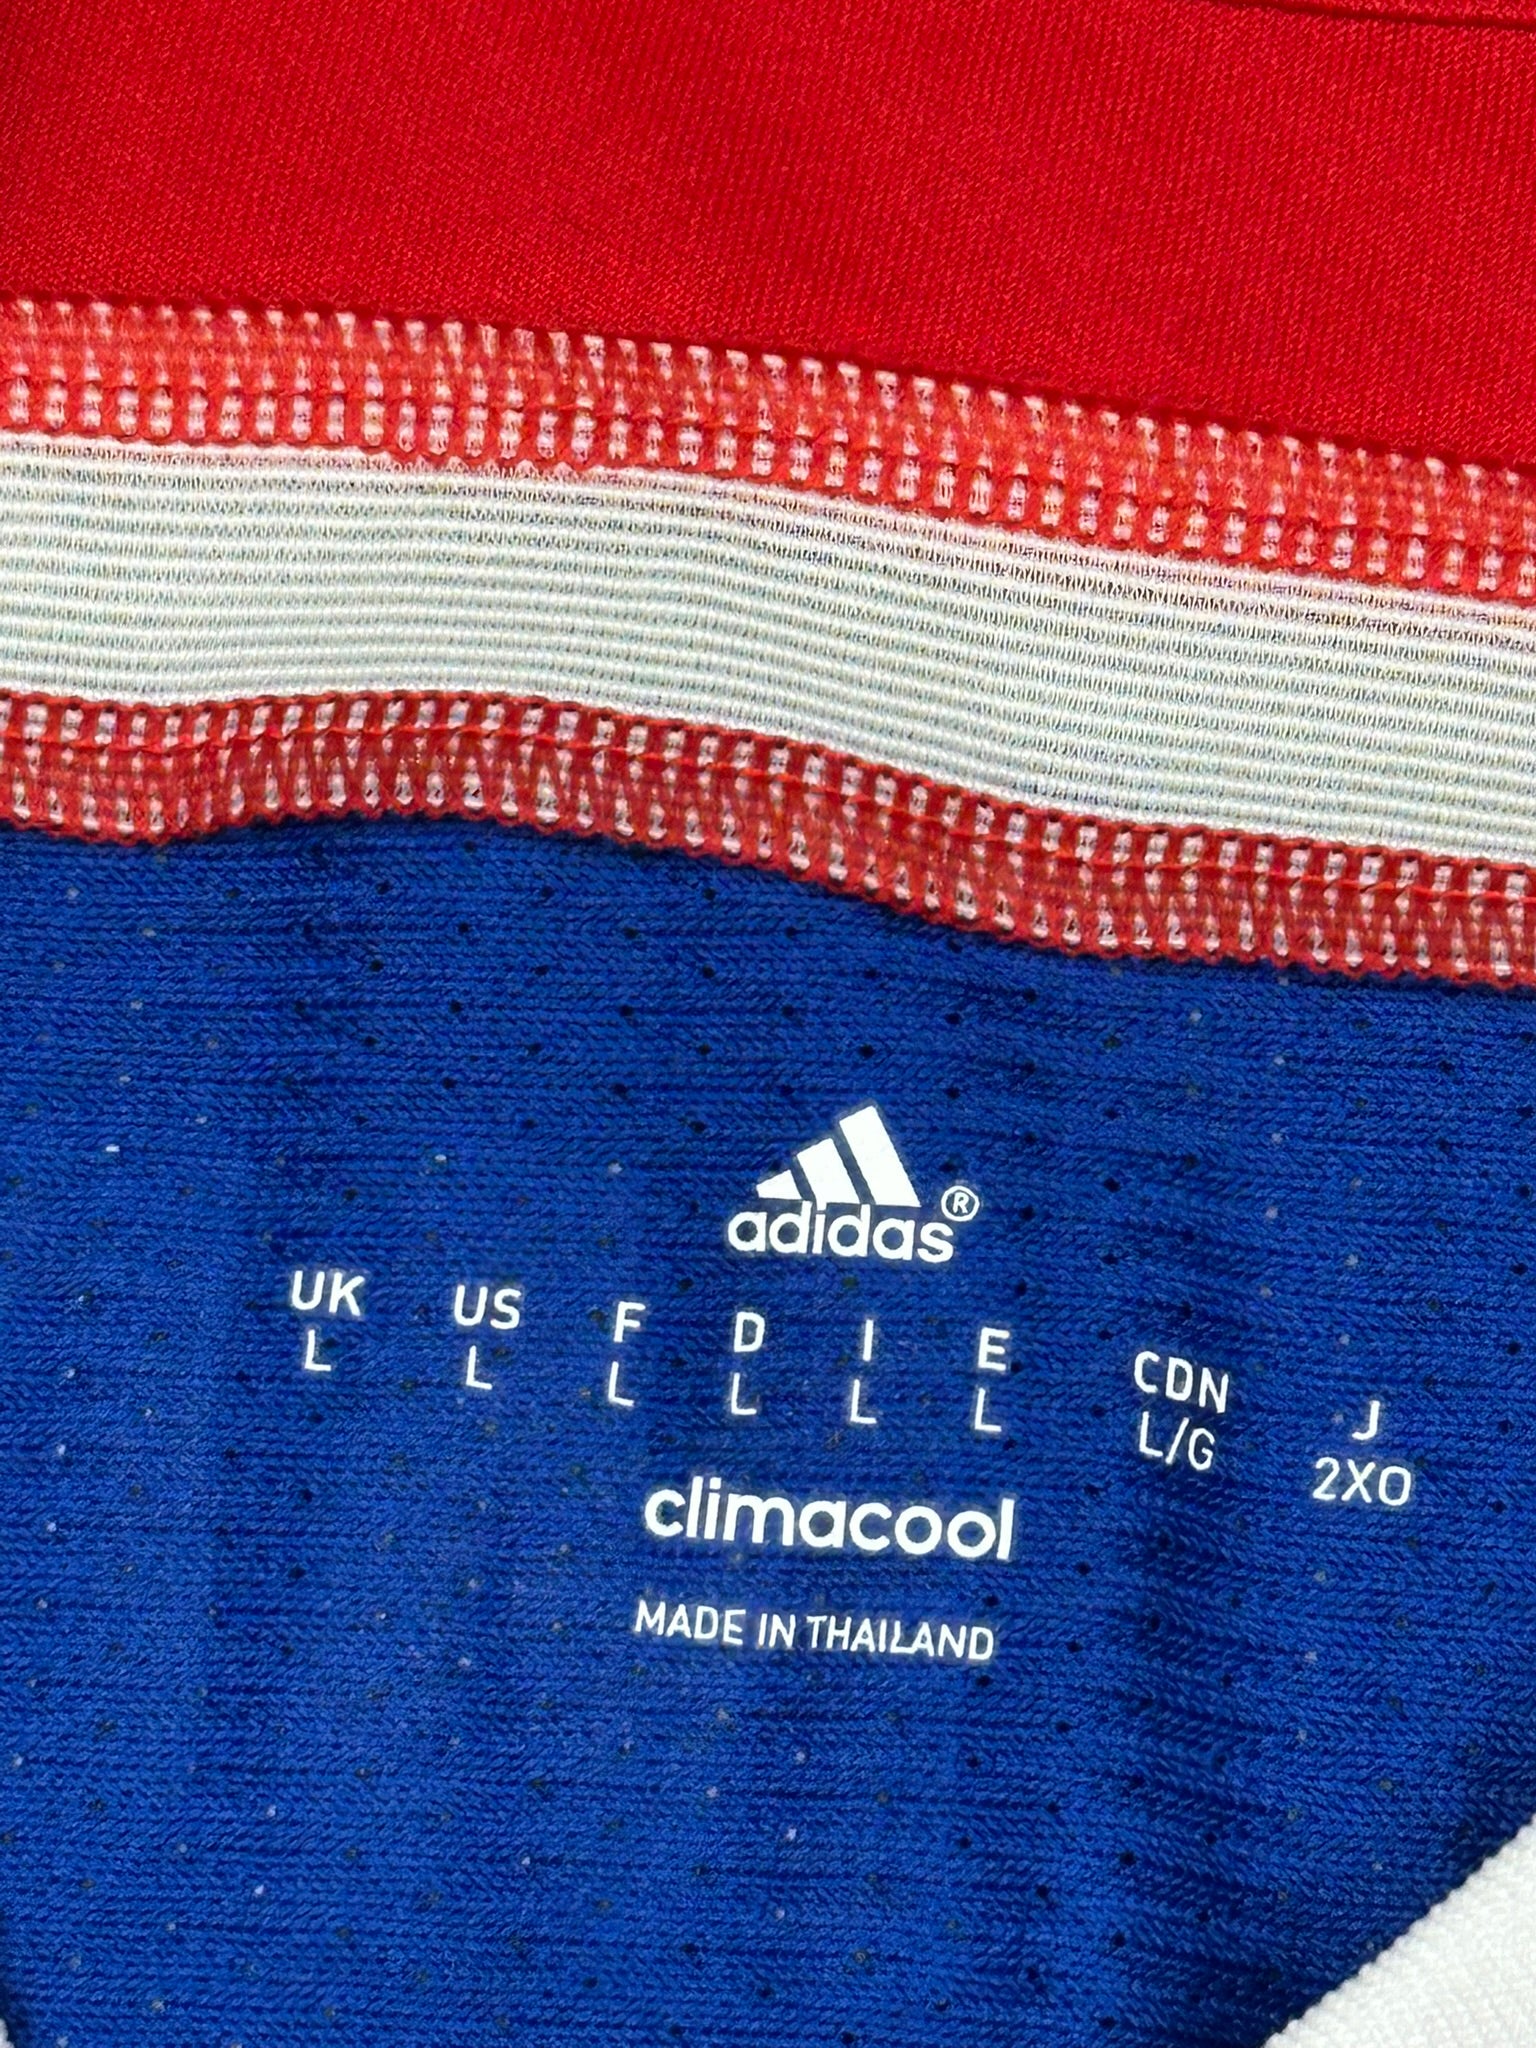 adidas®
UK US F D I E CDN J
L L L L L L L/G 2XO
climacool
MADE IN THAILAND